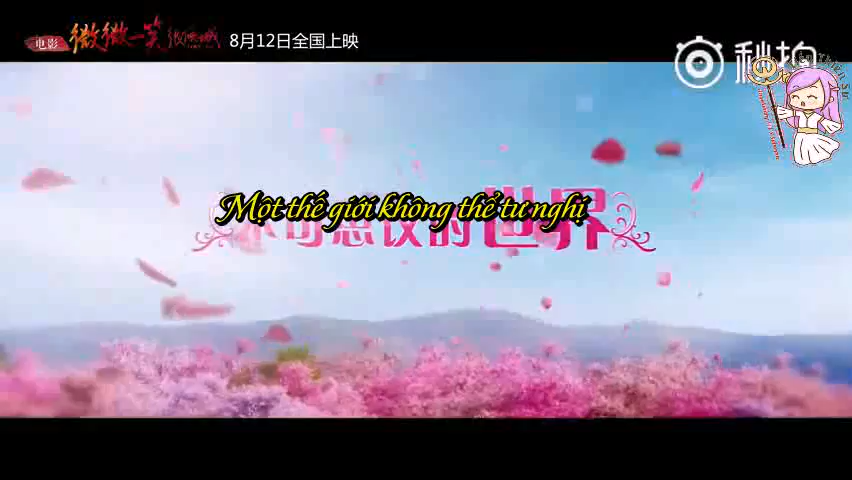 电影 微微一笑很倾城 8月12日全国上映
秒拍
Một thế giới không thể tư nghị
不可思议的世界